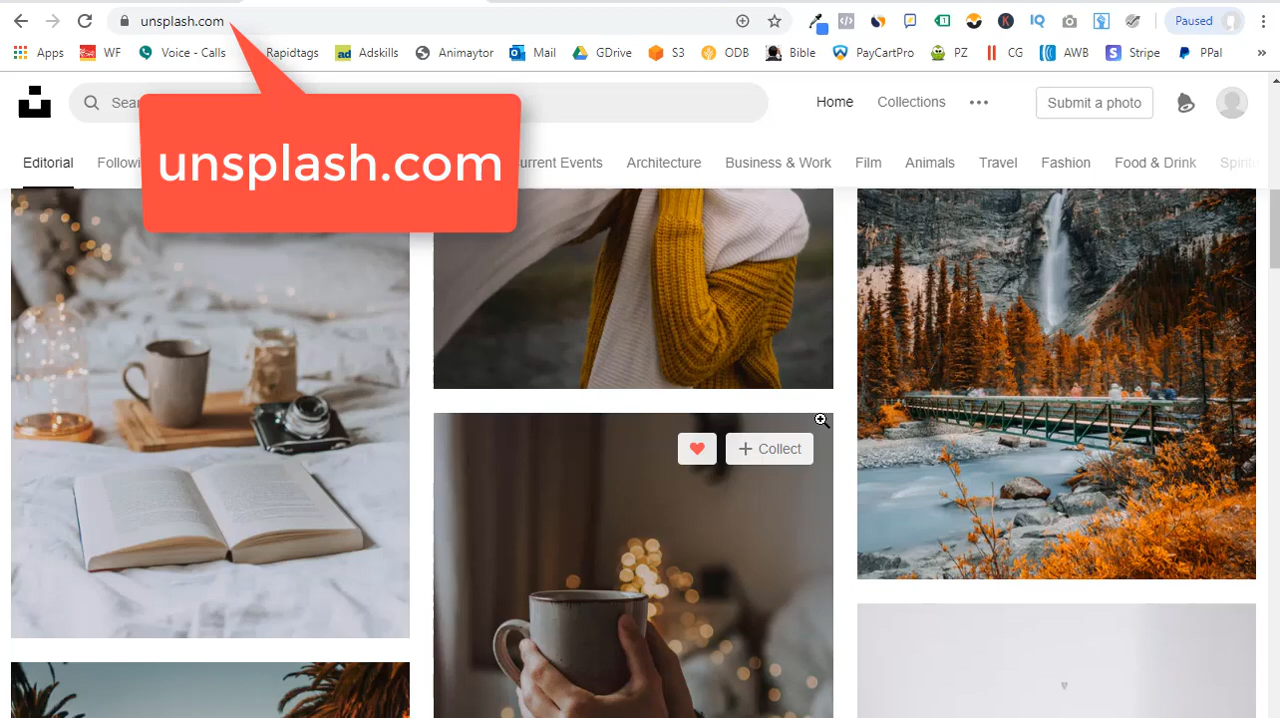 unsplash.com
Paused
Apps WF Voice - Calls Rapidtags Adskills Animaytor Mail GDrive S3 ODB Bible PayCartPro PZ CG AWB Stripe PPal »
Home Collections ••• Submit a photo
unsplash.com
Editorial Current Events Architecture Business & Work Film Animals Travel Fashion Food & Drink
+ Collect